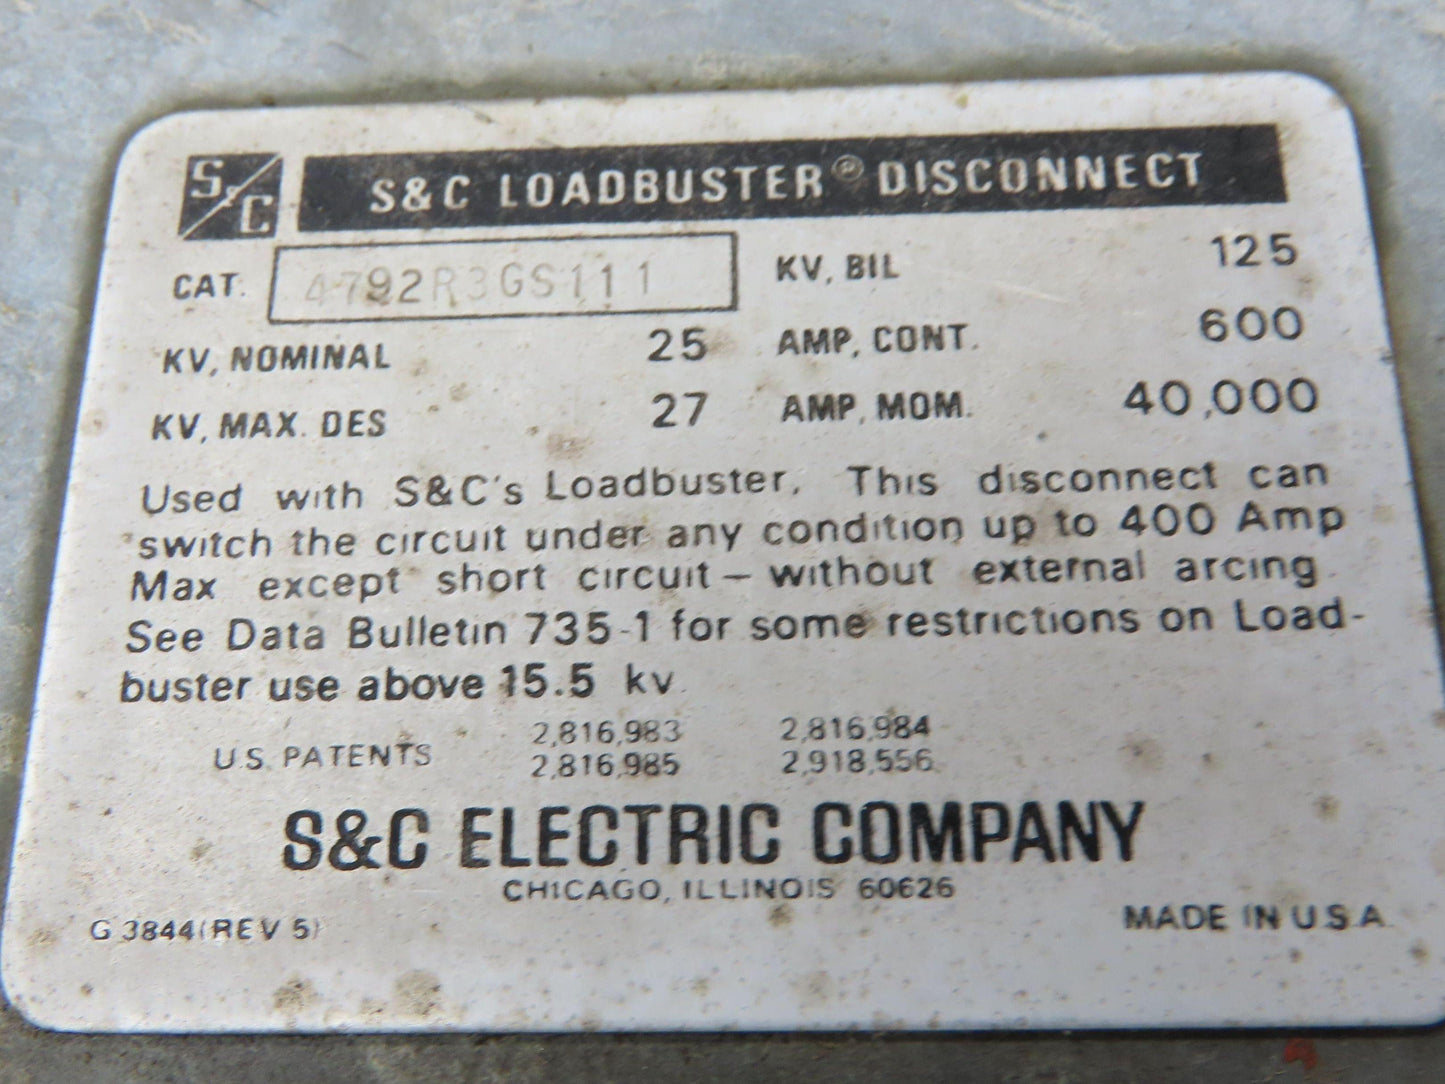 S&C S&C LOADBUSTER® DISCONNECT
CAT. 4792R3GS111 KV, BIL 125
KV, NOMINAL 25 AMP, CONT. 600
KV, MAX. DES 27 AMP, MOM. 40,000
Used with S&C's Loadbuster. This disconnect can
switch the circuit under any condition up to 400 Amp
Max except short circuit — without external arcing.
See Data Bulletin 735-1 for some restrictions on Load-
buster use above 15.5 kv.
U.S. PATENTS 2,816,983 2,816,984
2,816,985 2,918,556
S&C ELECTRIC COMPANY
CHICAGO, ILLINOIS 60626
G 3844(REV 5) MADE IN U.S.A.